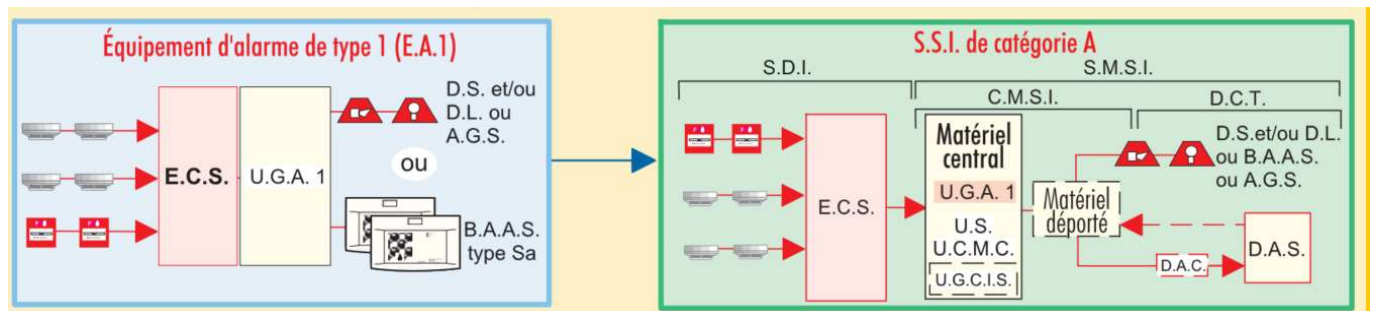 Équipement d'alarme de type 1 (E.A.1)
E.C.S.
U.G.A. 1
D.S. et/ou
D.L. ou
A.G.S.
ou
B.A.A.S.
type Sa
S.S.I. de catégorie A
S.D.I.
S.M.S.I.
C.M.S.I.
D.C.T.
E.C.S.
Matériel
central
U.G.A. 1
U.S.
U.C.M.C.
U.G.C.I.S.
Matériel
déporté
D.S.et/ou D.L.
ou B.A.A.S.
ou A.G.S.
D.A.C.
D.A.S.